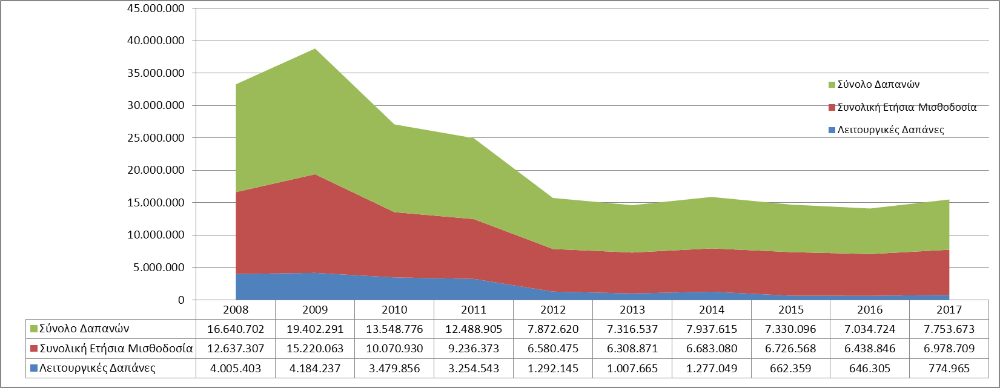 45.000.000
40.000.000
35.000.000
30.000.000
25.000.000
20.000.000
15.000.000
10.000.000
5.000.000
0
Σύνολο Δαπανών
Συνολική Ετήσια Μισθοδοσία
Λειτουργικές Δαπάνες
2008 2009 2010 2011 2012 2013 2014 2015 2016 2017
Σύνολο Δαπανών 16.640.702 19.402.291 13.548.776 12.488.905 7.872.620 7.316.537 7.937.615 7.330.096 7.034.724 7.753.673
Συνολική Ετήσια Μισθοδοσία 12.637.307 15.220.063 10.070.930 9.236.373 6.580.475 6.308.871 6.683.080 6.726.568 6.438.846 6.978.709
Λειτουργικές Δαπάνες 4.005.403 4.184.237 3.479.856 3.254.543 1.292.145 1.007.665 1.277.049 662.359 646.305 774.965